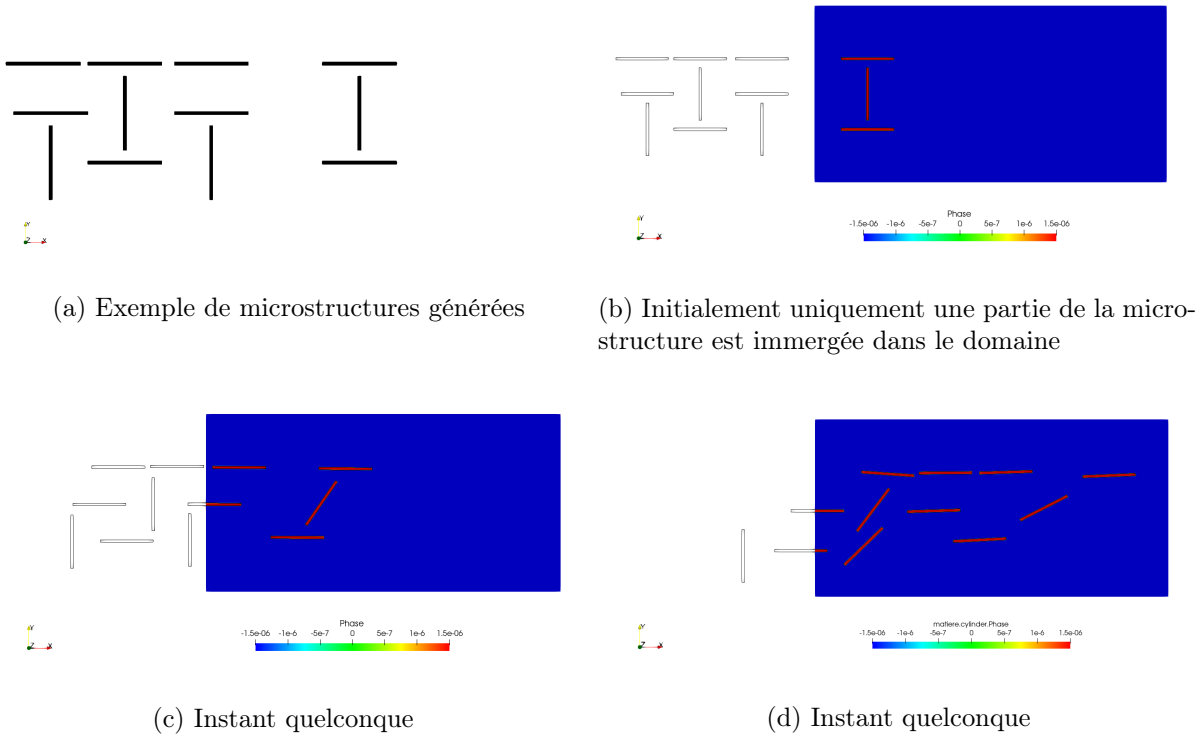 Y
Z X
(a) Exemple de microstructures générées
Phase
-1.5e-06 -1e-6 -5e-7 0 5e-7 1e-6 1.5e-06
Y
Z X
(b) Initialement uniquement une partie de la micro-
structure est immergée dans le domaine
Phase
-1.5e-06 -1e-6 -5e-7 0 5e-7 1e-6 1.5e-06
Y
Z X
(c) Instant quelconque
matiere.cylinder.Phase
-1.5e-06 -1e-6 -5e-7 0 5e-7 1e-6 1.5e-06
Y
Z X
(d) Instant quelconque